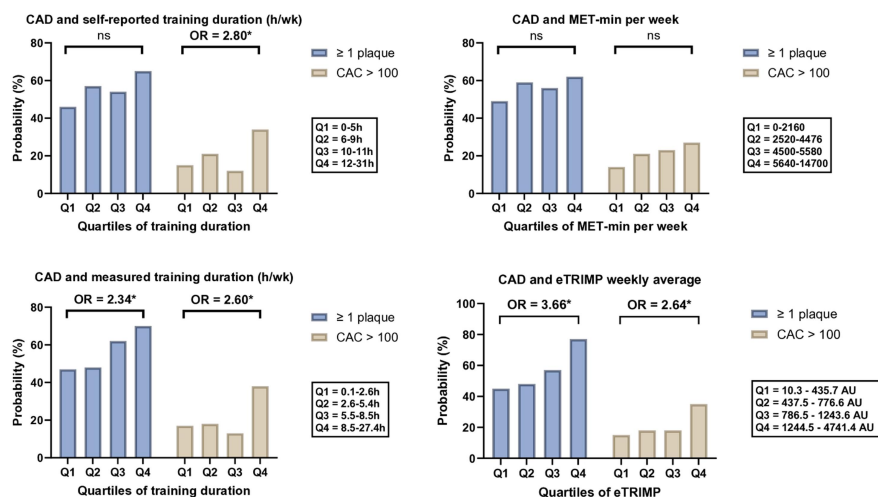 CAD and self-reported training duration (h/wk)
ns
OR = 2.80*
80
60
40
20
0
Probability (%)
Q1 Q2 Q3 Q4 Q1 Q2 Q3 Q4
Quartiles of training duration
≥ 1 plaque
CAC > 100
Q1 = 0-5h
Q2 = 6-9h
Q3 = 10-11h
Q4 = 12-31h
CAD and MET-min per week
ns
ns
80
60
40
20
0
Probability (%)
Q1 Q2 Q3 Q4 Q1 Q2 Q3 Q4
Quartiles of MET-min per week
≥ 1 plaque
CAC > 100
Q1 = 0-2160
Q2 = 2520-4476
Q3 = 4500-5580
Q4 = 5640-14700
CAD and measured training duration (h/wk)
OR = 2.34*
OR = 2.60*
80
60
40
20
0
Probability (%)
Q1 Q2 Q3 Q4 Q1 Q2 Q3 Q4
Quartiles of training duration
≥ 1 plaque
CAC > 100
Q1 = 0.1-2.6h
Q2 = 2.6-5.4h
Q3 = 5.5-8.5h
Q4 = 8.5-27.4h
CAD and eTRIMP weekly average
OR = 3.66*
OR = 2.64*
100
80
60
40
20
0
Probability (%)
Q1 Q2 Q3 Q4 Q1 Q2 Q3 Q4
Quartiles of eTRIMP
≥ 1 plaque
CAC > 100
Q1 = 10.3 - 435.7 AU
Q2 = 437.5 - 776.6 AU
Q3 = 786.5 - 1243.6 AU
Q4 = 1244.5 - 4741.4 AU